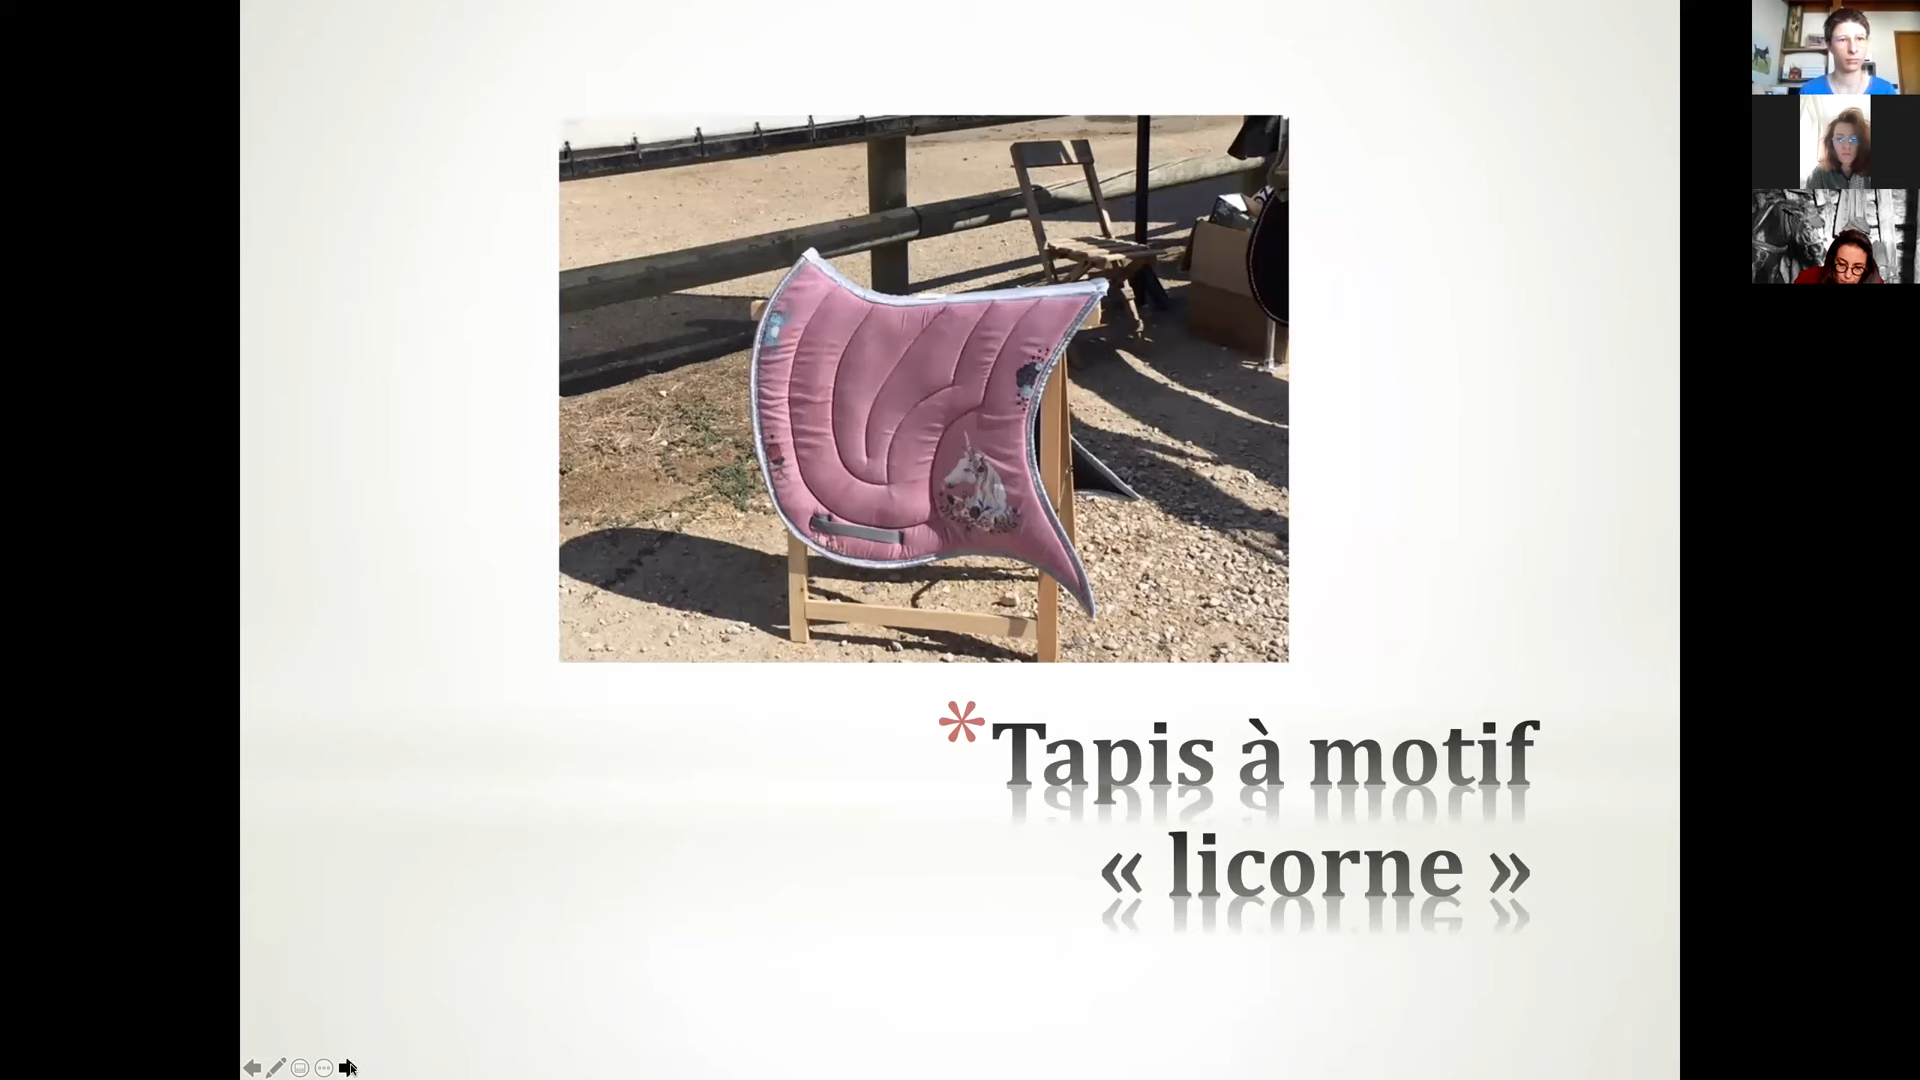 *Tapis à motif
« licorne »